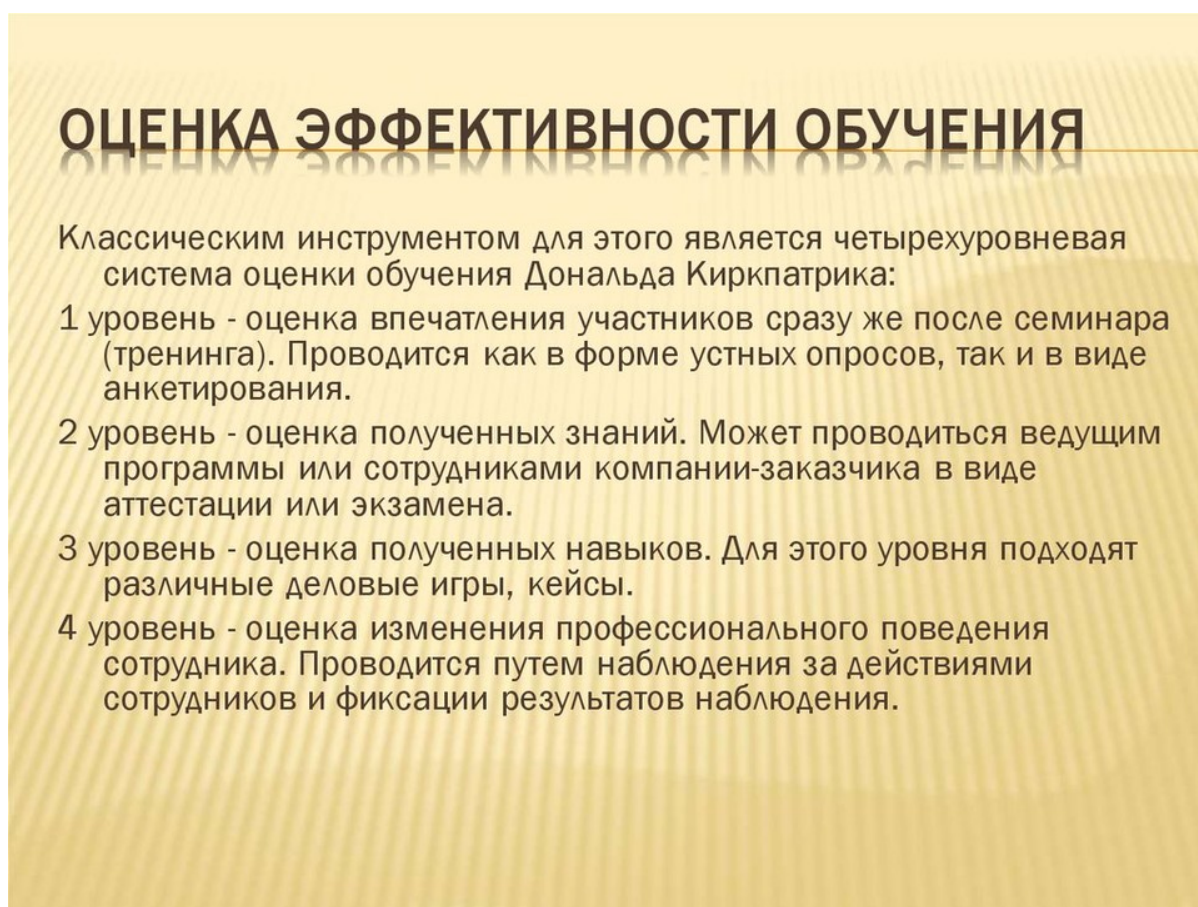 ОЦЕНКА ЭФФЕКТИВНОСТИ ОБУЧЕНИЯ
Классическим инструментом для этого является четырехуровневая
система оценки обучения Дональда Киркпатрика:
1 уровень - оценка впечатления участников сразу же после семинара
(тренинга). Проводится как в форме устных опросов, так и в виде
анкетирования.
2 уровень - оценка полученных знаний. Может проводиться ведущим
программы или сотрудниками компании-заказчика в виде
аттестации или экзамена.
3 уровень - оценка полученных навыков. Для этого уровня подходят
различные деловые игры, кейсы.
4 уровень - оценка изменения профессионального поведения
сотрудника. Проводится путем наблюдения за действиями
сотрудников и фиксации результатов наблюдения.